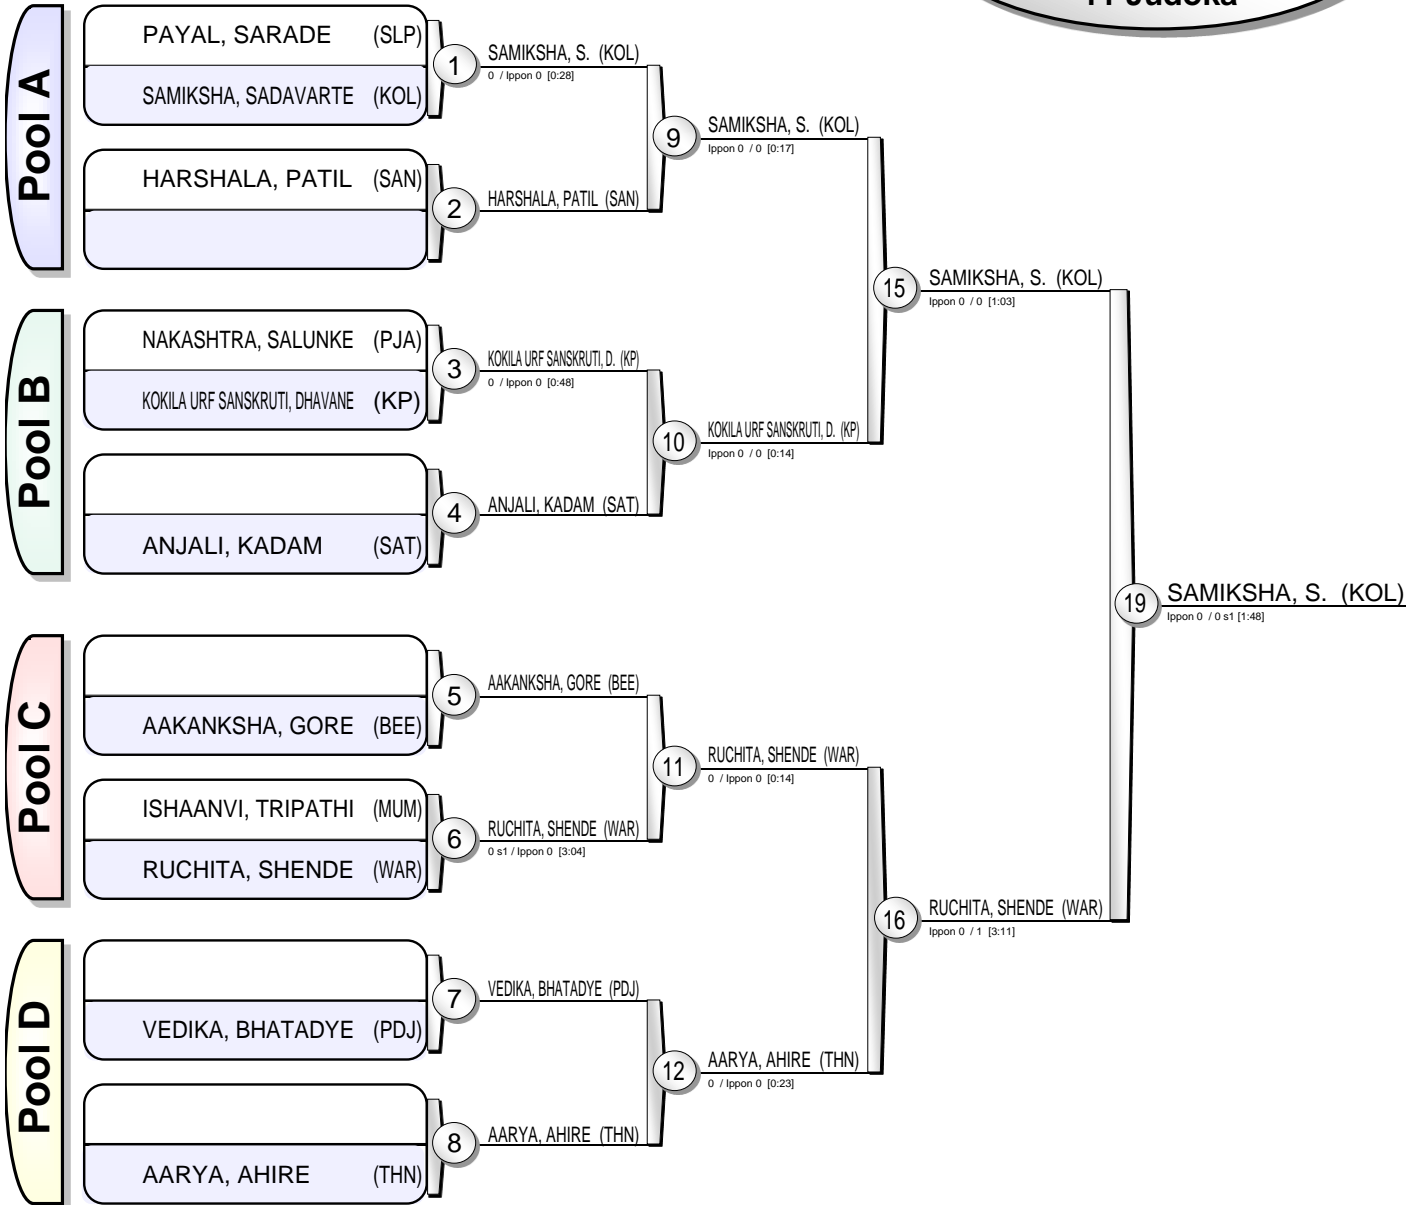 11 Judoka
Pool A
PAYAL, SARADE (SLP)
SAMIKSHA, SADAVARTE (KOL)
HARSHALA, PATIL (SAN)
1
SAMIKSHA, S. (KOL)
0 / Ippon 0 [0:28]
2
HARSHALA, PATIL (SAN)
9
SAMIKSHA, S. (KOL)
Ippon 0 / 0 [0:17]
Pool B
NAKASHTRA, SALUNKE (PJA)
KOKILA URF SANSKRUTI, DHAVANE (KP)
ANJALI, KADAM (SAT)
3
KOKILA URF SANSKRUTI, D. (KP)
0 / Ippon 0 [0:48]
4
ANJALI, KADAM (SAT)
10
KOKILA URF SANSKRUTI, D. (KP)
Ippon 0 / 0 [0:14]
15
SAMIKSHA, S. (KOL)
Ippon 0 / 0 [1:03]
Pool C
AAKANKSHA, GORE (BEE)
ISHAANVI, TRIPATHI (MUM)
RUCHITA, SHENDE (WAR)
5
AAKANKSHA, GORE (BEE)
6
RUCHITA, SHENDE (WAR)
0 s1 / Ippon 0 [3:04]
11
RUCHITA, SHENDE (WAR)
0 / Ippon 0 [0:14]
Pool D
VEDIKA, BHATADYE (PDJ)
AARYA, AHIRE (THN)
7
VEDIKA, BHATADYE (PDJ)
8
AARYA, AHIRE (THN)
12
AARYA, AHIRE (THN)
0 / Ippon 0 [0:23]
16
RUCHITA, SHENDE (WAR)
Ippon 0 / 1 [3:11]
19
SAMIKSHA, S. (KOL)
Ippon 0 / 0 s1 [1:48]